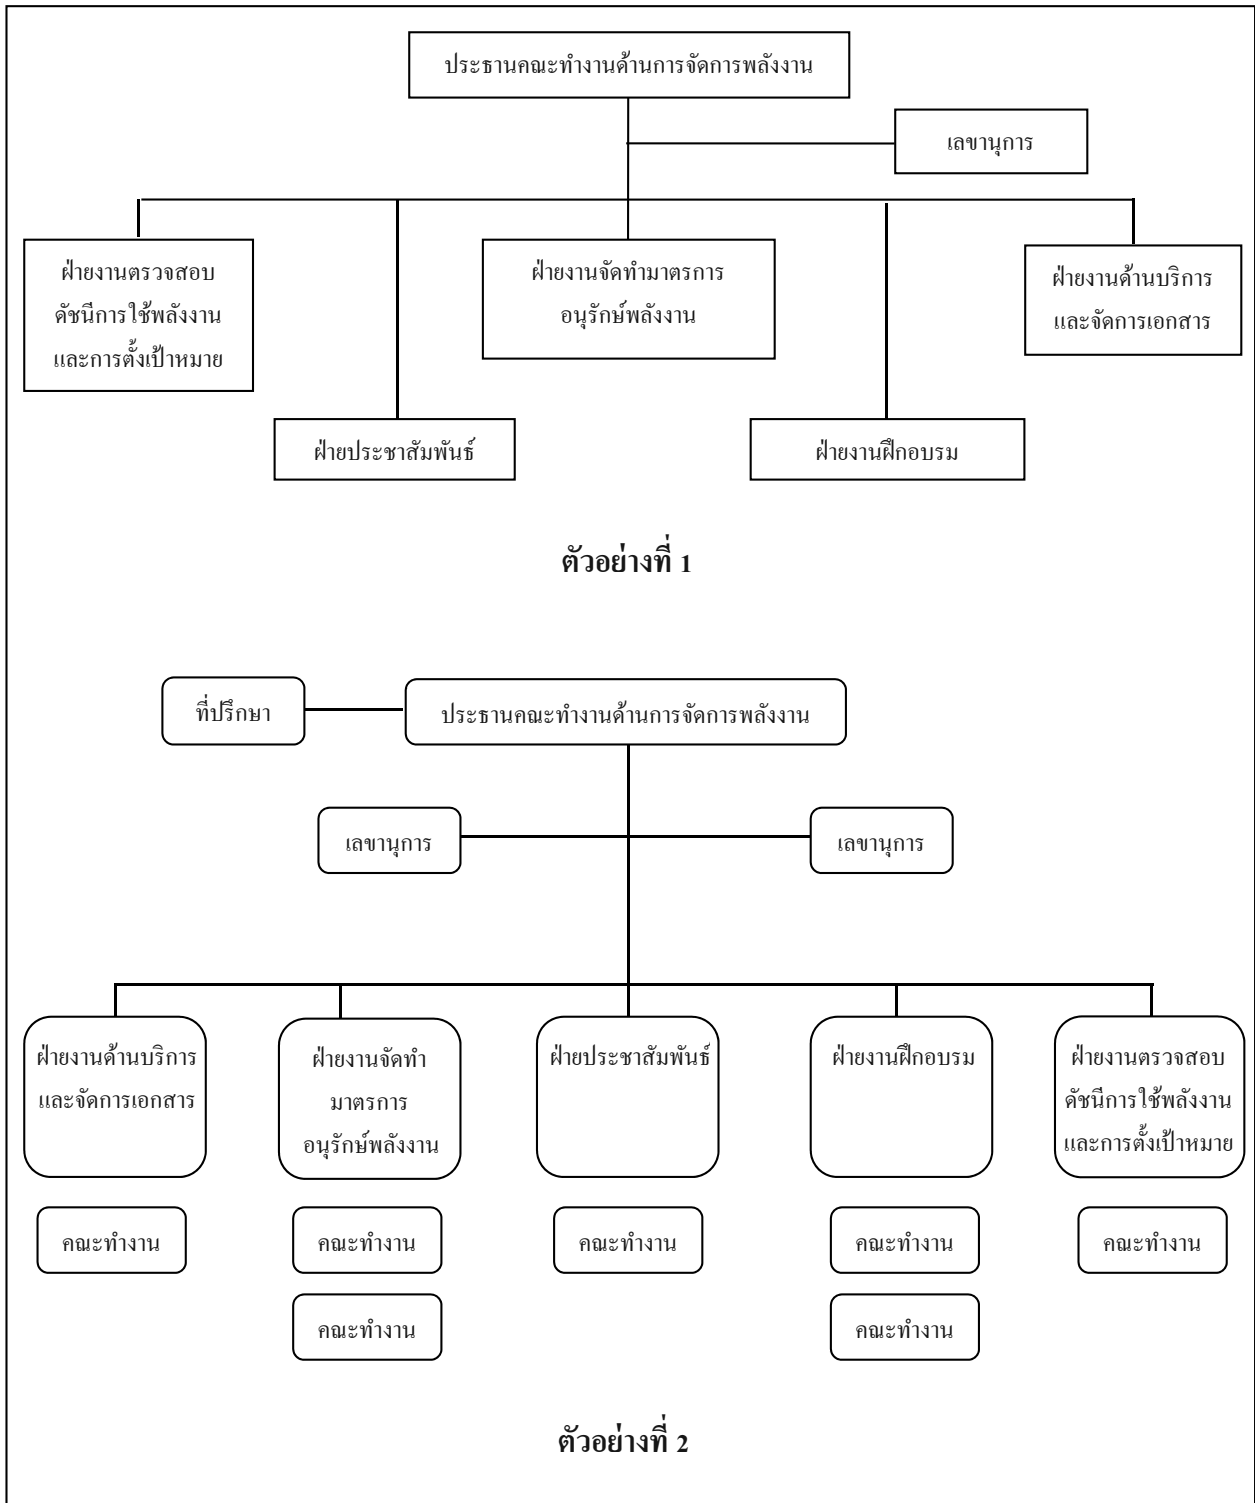 ประธานคณะทำงานด้านการจัดการพลังงาน
เลขานุการ
ฝ่ายงานตรวจสอบ
ดัชนีการใช้พลังงาน
และการตั้งเป้าหมาย
ฝ่ายงานจัดทำมาตรการ
อนุรักษ์พลังงาน
ฝ่ายงานด้านบริการ
และจัดการเอกสาร
ฝ่ายประชาสัมพันธ์
ฝ่ายงานฝึกอบรม
ตัวอย่างที่ 1
ที่ปรึกษา
ประธานคณะทำงานด้านการจัดการพลังงาน
เลขานุการ
เลขานุการ
ฝ่ายงานด้านบริการ
และจัดการเอกสาร
ฝ่ายงานจัดทำ
มาตรการ
อนุรักษ์พลังงาน
ฝ่ายประชาสัมพันธ์
ฝ่ายงานฝึกอบรม
ฝ่ายงานตรวจสอบ
ดัชนีการใช้พลังงาน
และการตั้งเป้าหมาย
คณะทำงาน
คณะทำงาน
คณะทำงาน
คณะทำงาน
คณะทำงาน
คณะทำงาน
คณะทำงาน
ตัวอย่างที่ 2